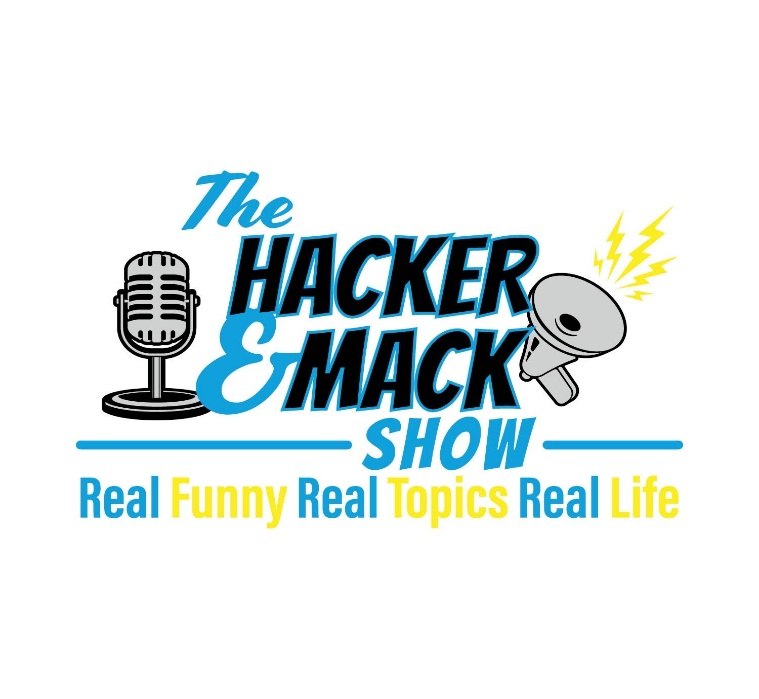 The
HACKER
& MACK
SHOW
Real Funny Real Topics Real Life